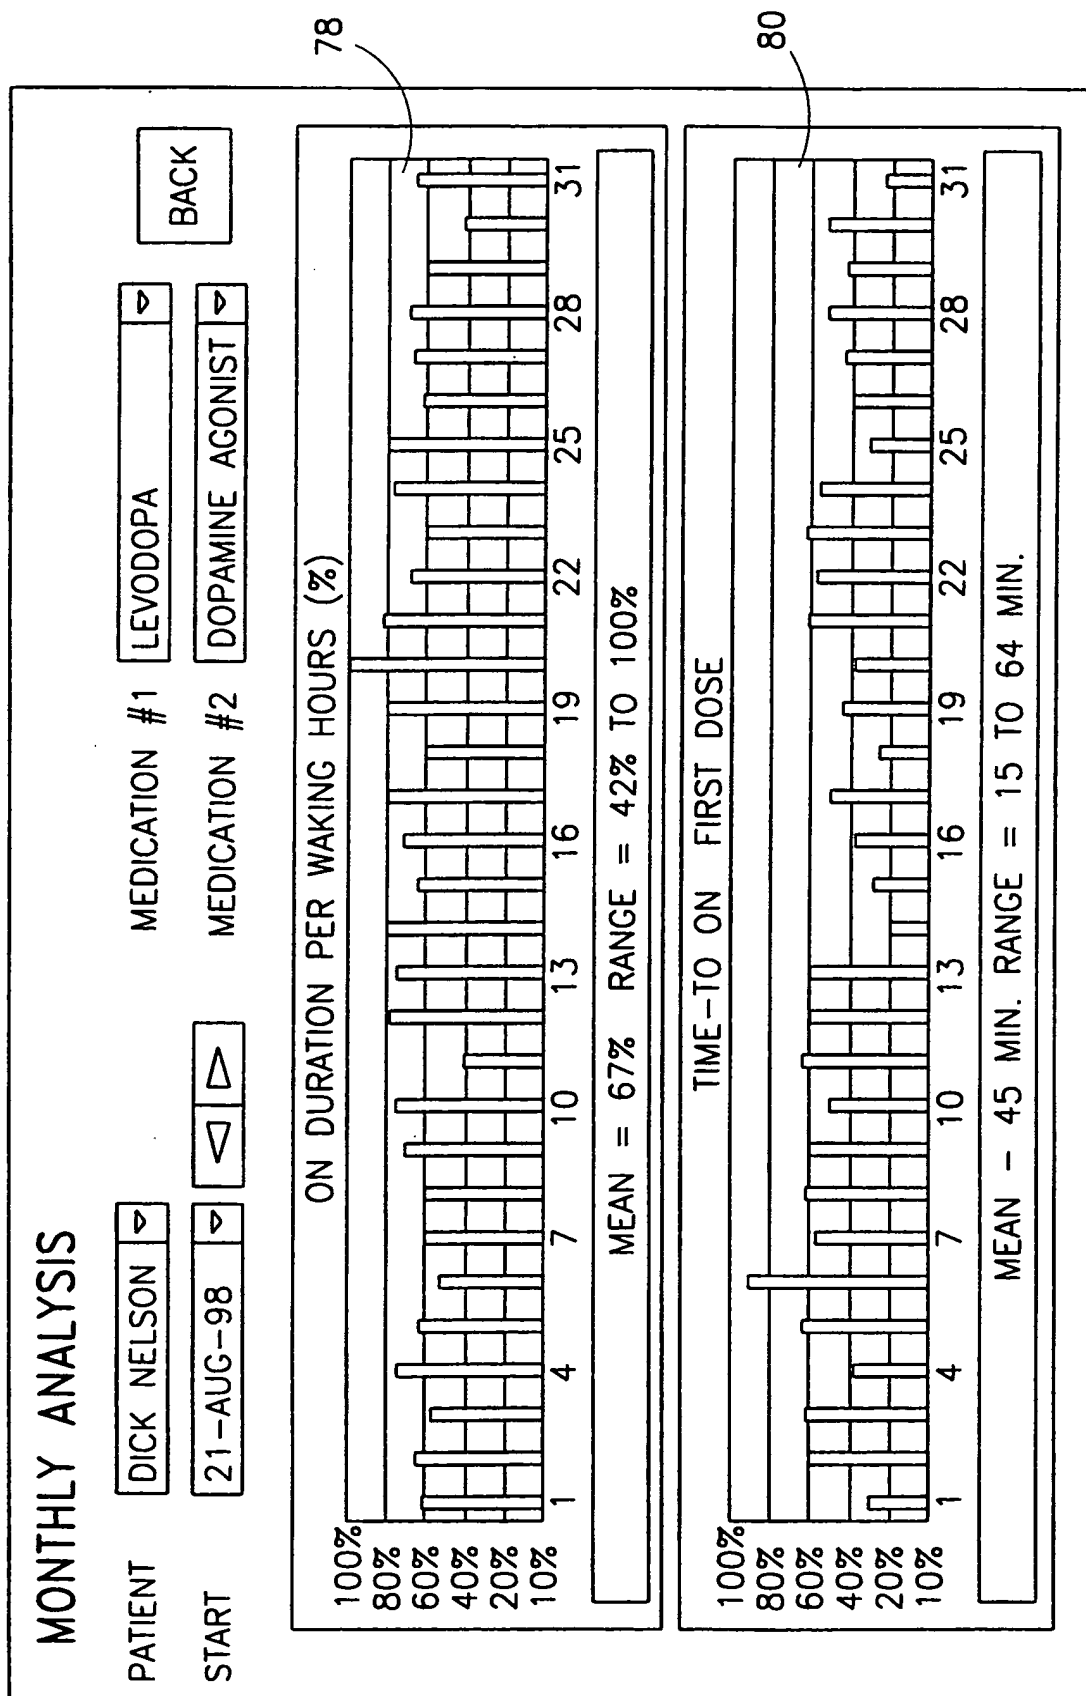 MONTHLY ANALYSIS
PATIENT DICK NELSON MEDICATION #1 LEVODOPA BACK
START 21-AUG-98 MEDICATION #2 DOPAMINE AGONIST
ON DURATION PER WAKING HOURS (%)
78
100%
80%
60%
40%
20%
10%
1 4 7 10 13 16 19 22 25 28 31
MEAN = 67% RANGE = 42% TO 100%
TIME-TO ON FIRST DOSE
80
100%
80%
60%
40%
20%
10%
1 4 7 10 13 16 19 22 25 28 31
MEAN - 45 MIN. RANGE = 15 TO 64 MIN.